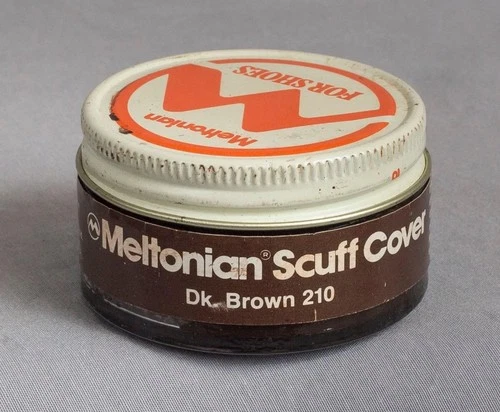 FOR SHOES
Meltonian
Meltonian® Scuff Cover
Dk. Brown 210